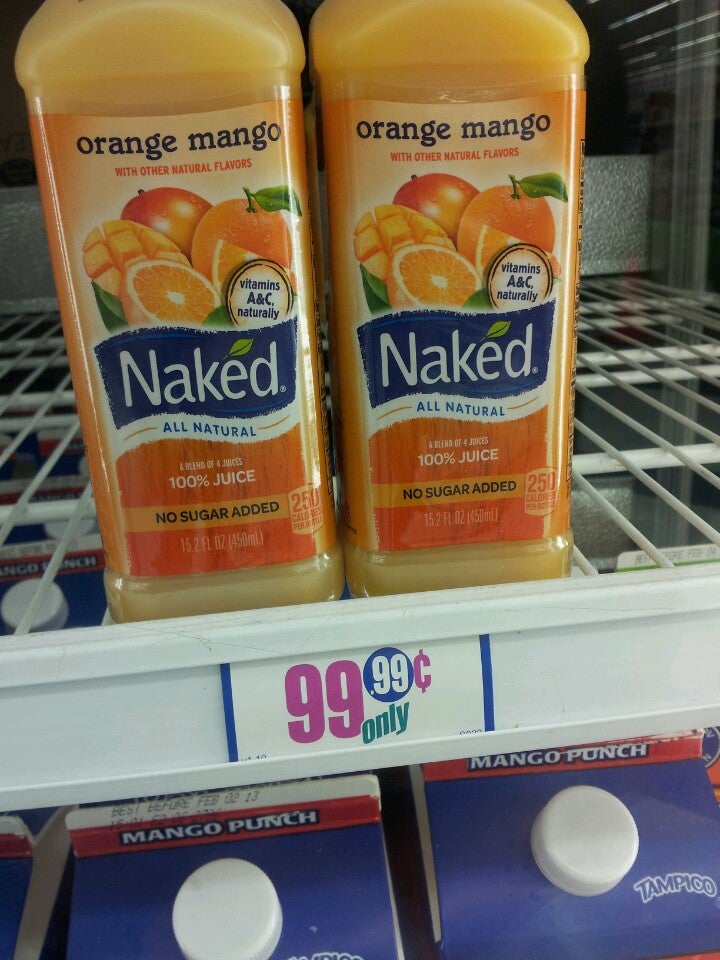 orange mango
WITH OTHER NATURAL FLAVORS
vitamins
A&C,
naturally
Naked.
ALL NATURAL
A BLEND OF 4 JUICES
100% JUICE
NO SUGAR ADDED
250
CALORIES
PER BOTTLE
15.2 FL OZ (450mL)
orange mango
WITH OTHER NATURAL FLAVORS
vitamins
A&C,
naturally
Naked.
ALL NATURAL
A BLEND OF 4 JUICES
100% JUICE
NO SUGAR ADDED
250
CALORIES
PER BOTTLE
15.2 FL OZ (450mL)
99.99¢
only
BEST BEFORE FEB 02 13
MANGO PUNCH
MANGO PUNCH
TAMPICO